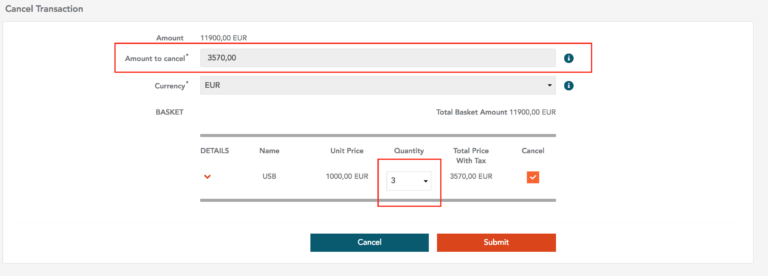 Cancel Transaction
Amount 11900,00 EUR
Amount to cancel* 3570,00 i
Currency* EUR i
BASKET Total Basket Amount 11900,00 EUR
DETAILS Name Unit Price Quantity Total Price Cancel
With Tax
USB 1000,00 EUR 3 3570,00 EUR
Cancel Submit